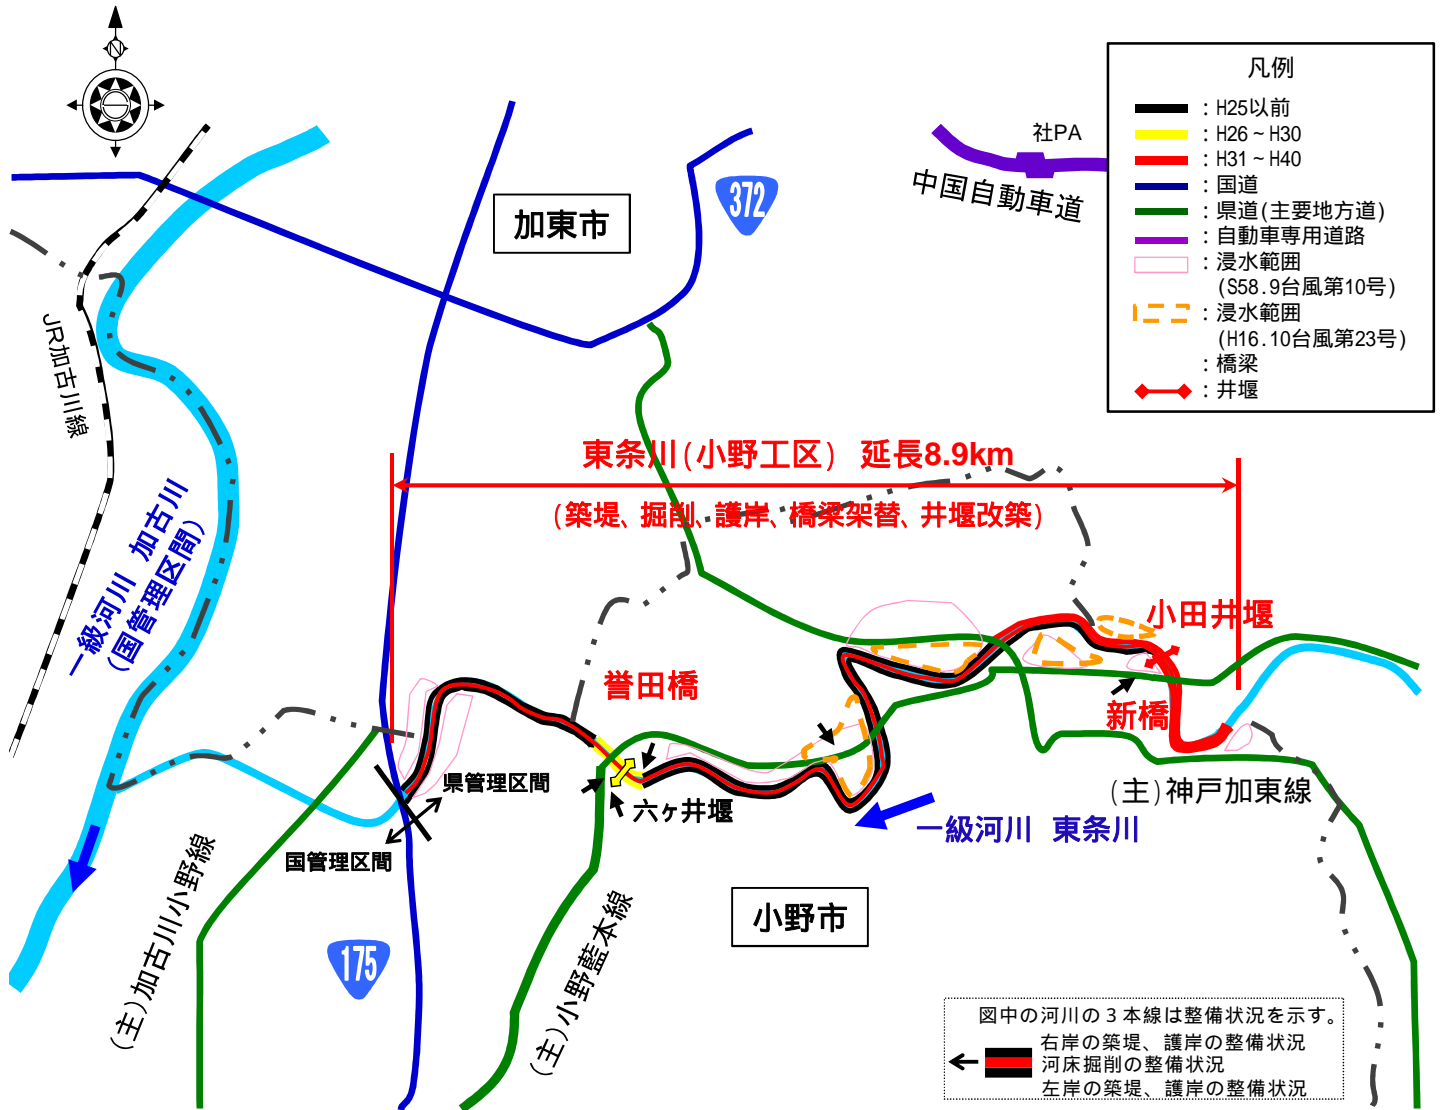 N
凡例
: H25以前
: H26～H30
: H31～H40
: 国道
: 県道(主要地方道)
: 自動車専用道路
: 浸水範囲
(S58.9台風第10号)
: 浸水範囲
(H16.10台風第23号)
: 橋梁
: 井堰
社PA
中国自動車道
372
加東市
JR加古川線
東条川(小野工区) 延長8.9km
(築堤、掘削、護岸、橋梁架替、井堰改築)
一級河川 加古川
(国管理区間)
小田井堰
誉田橋
新橋
県管理区間
六ヶ井堰
(主)神戸加東線
一級河川 東条川
国管理区間
(主)加古川小野線
小野市
(主)小野藍本線
175
図中の河川の3本線は整備状況を示す。
右岸の築堤、護岸の整備状況
河床掘削の整備状況
左岸の築堤、護岸の整備状況